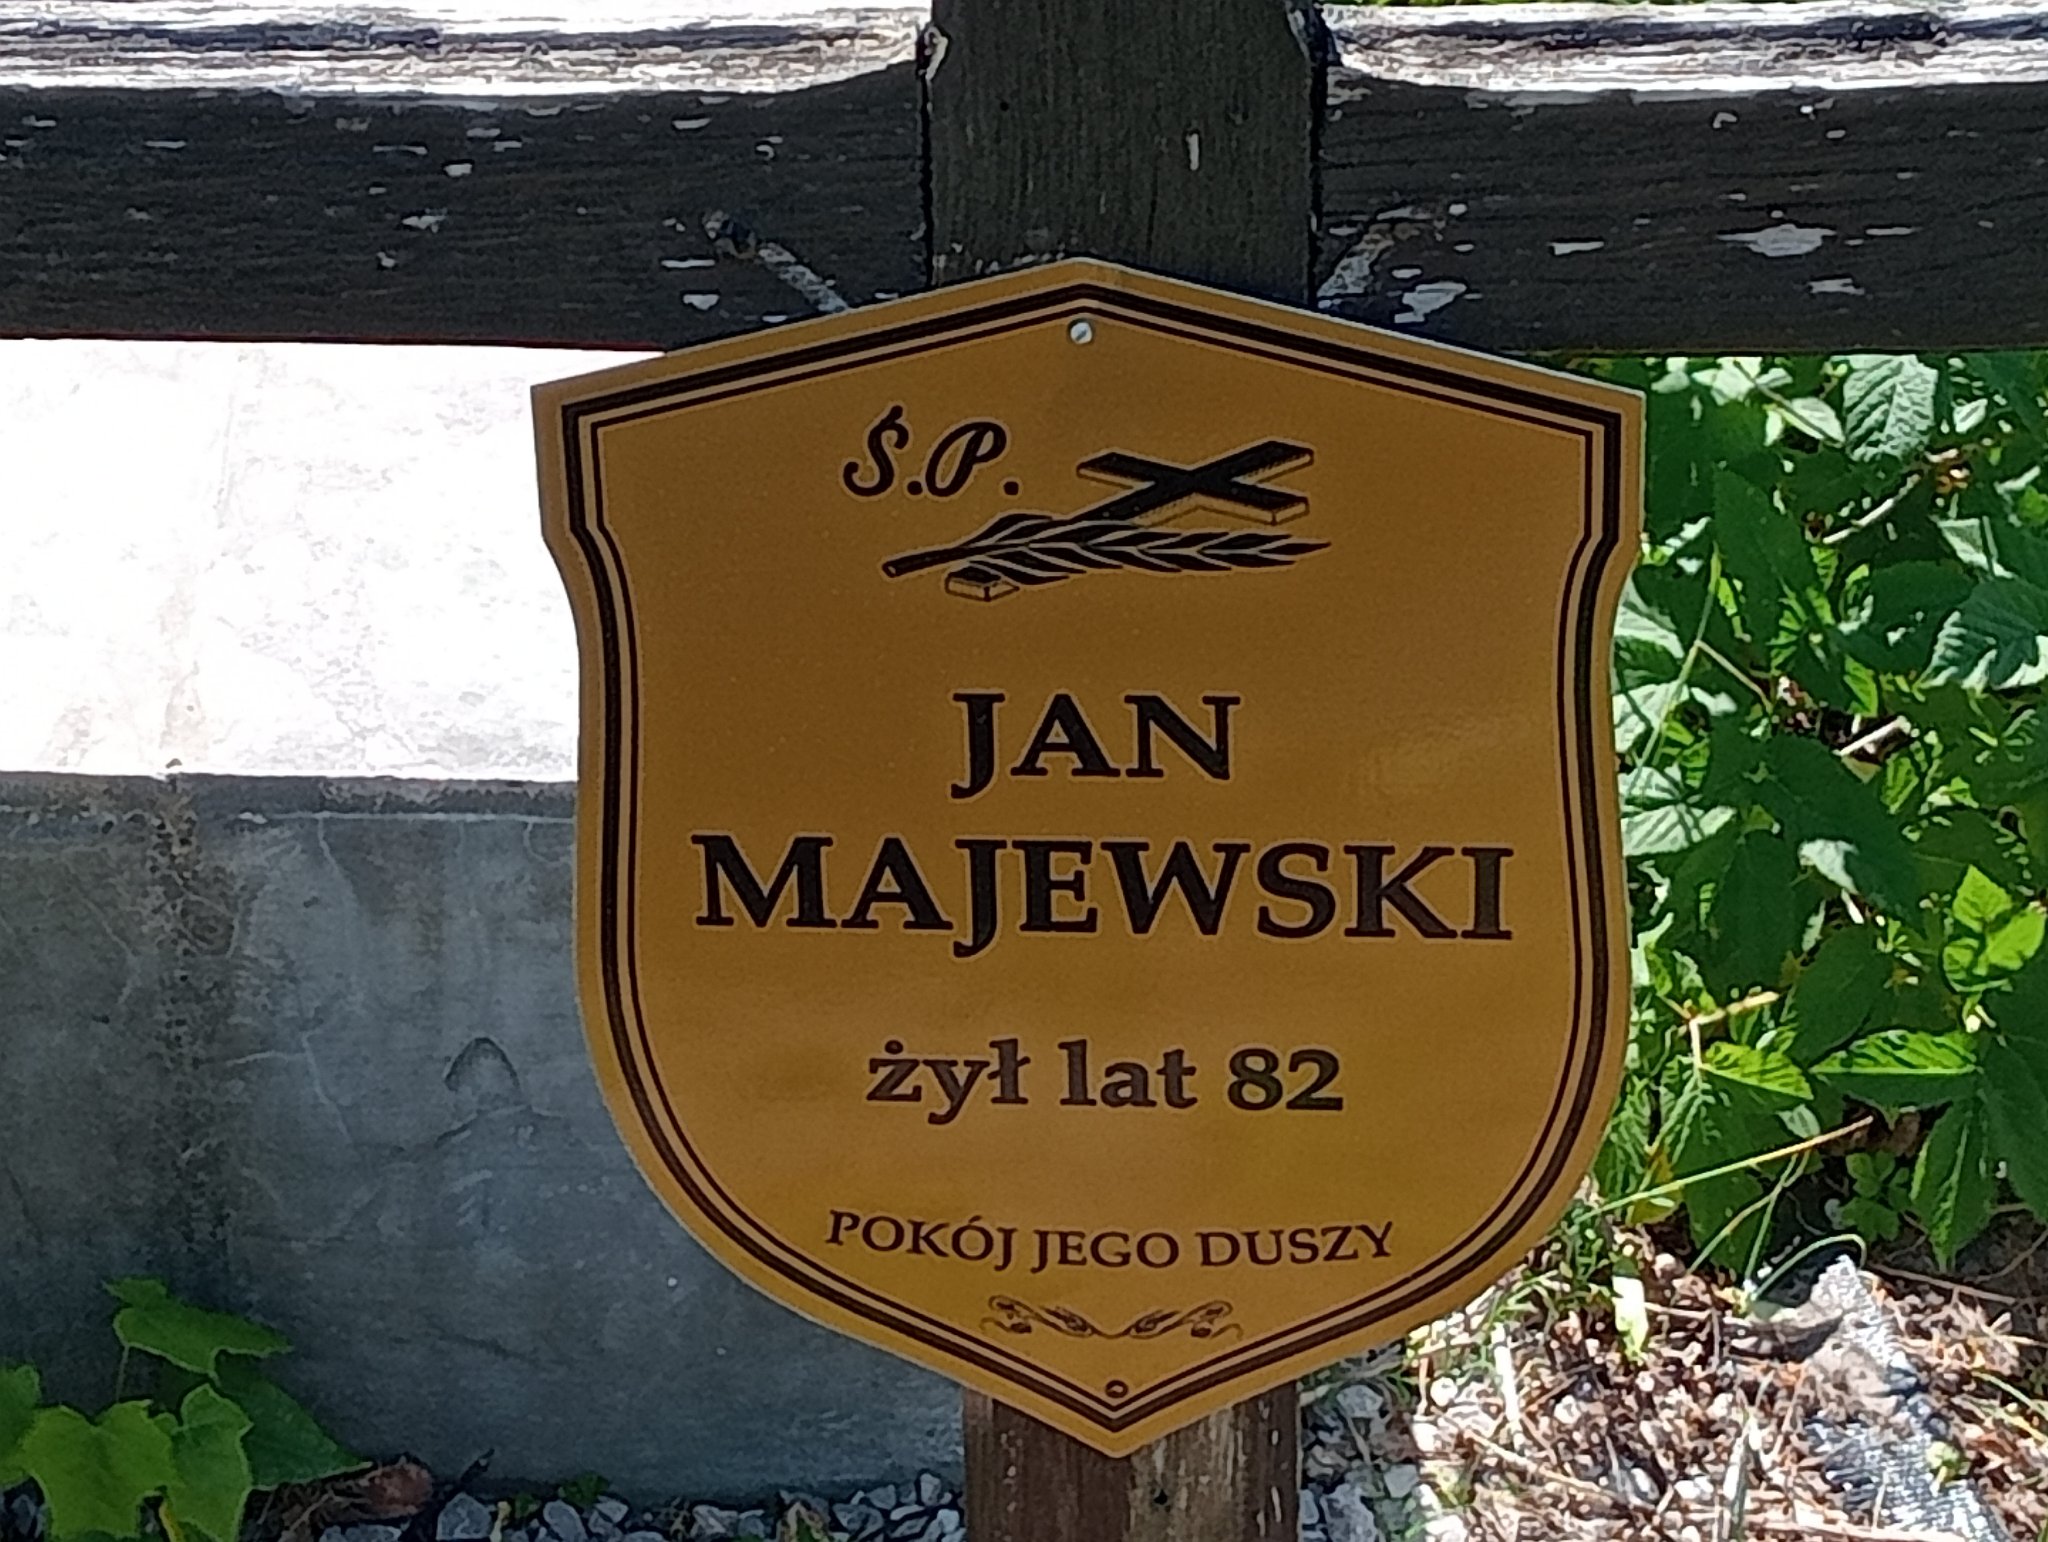 Ś.P.
JAN
MAJEWSKI
żył lat 82
POKÓJ JEGO DUSZY